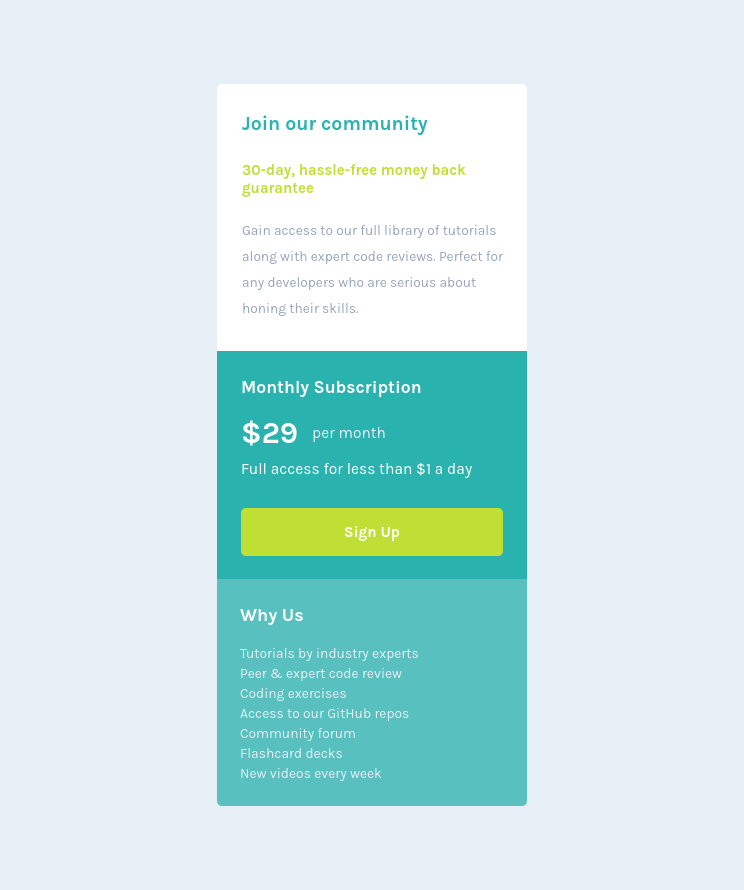 Join our community
30-day, hassle-free money back
guarantee
Gain access to our full library of tutorials
along with expert code reviews. Perfect for
any developers who are serious about
honing their skills.
Monthly Subscription
$29 per month
Full access for less than $1 a day
Sign Up
Why Us
Tutorials by industry experts
Peer & expert code review
Coding exercises
Access to our GitHub repos
Community forum
Flashcard decks
New videos every week